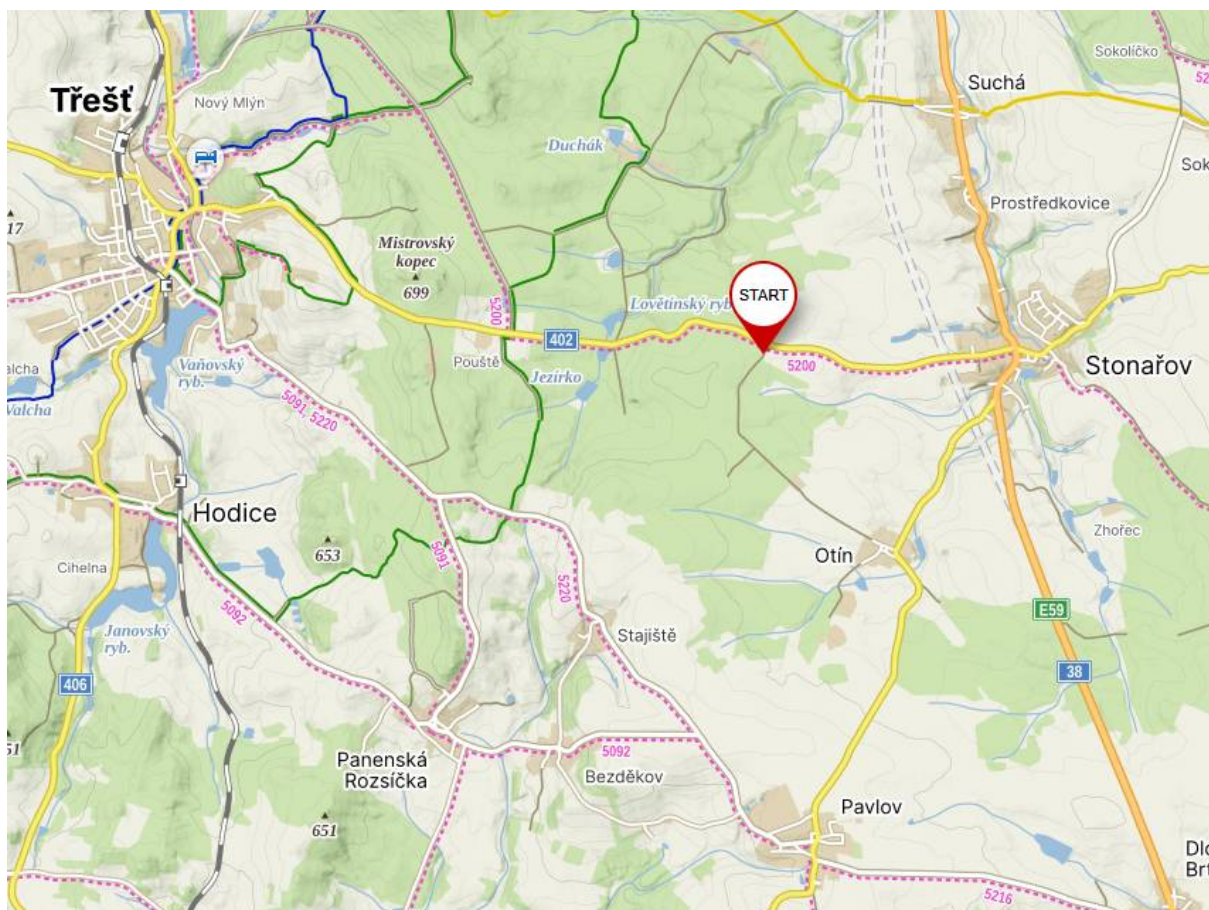 Sokolíčko
52
Suchá
Třešť
Nový Mlýn
Duchák
Sok
Prostředkovice
17
Mistrovský
kopec
699
START
Lovětínský ryb.
5200
402
Pouště
5200
Stonařov
Vaňovský
ryb.
Jezírko
alcha
Valcha
5091, 5220
Hodice
Zhořec
653
5091
Otín
Cihelna
5220
5092
E59
Janovský
ryb.
Stajiště
38
406
51
5092
Panenská
Rozsíčka
Bezděkov
Pavlov
651
Dlo
Brt
5216